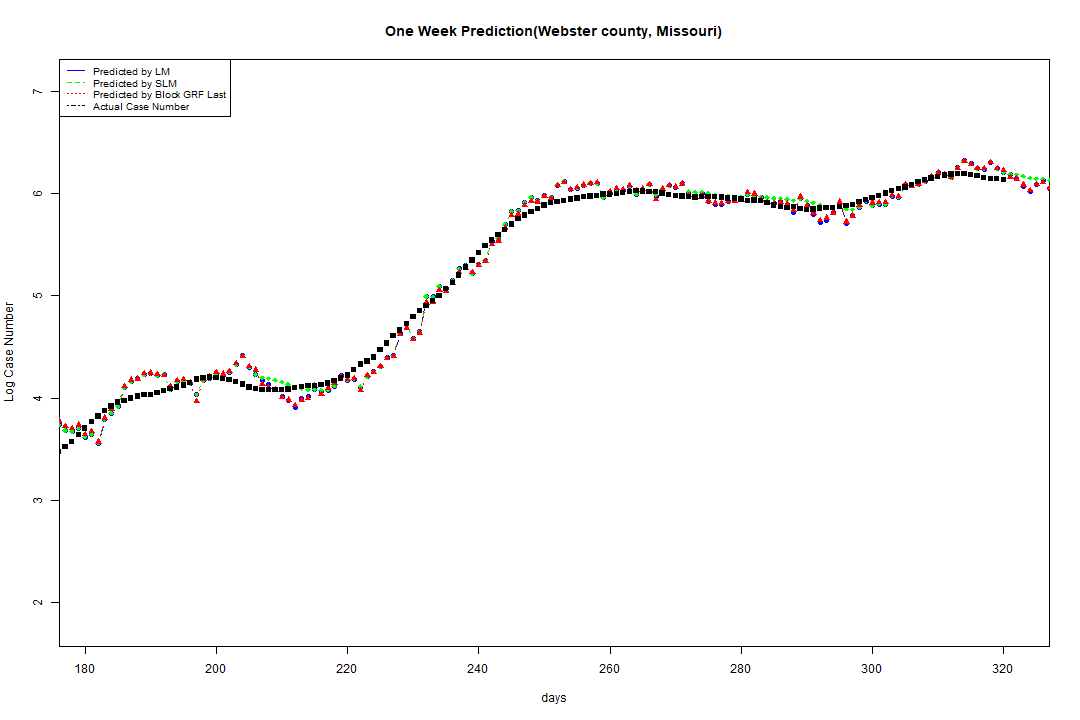 One Week Prediction(Webster county, Missouri)
Predicted by LM
Predicted by SLM
Predicted by Block GRF Last
Actual Case Number
Log Case Number
7
6
5
4
3
2
180 200 220 240 260 280 300 320
days